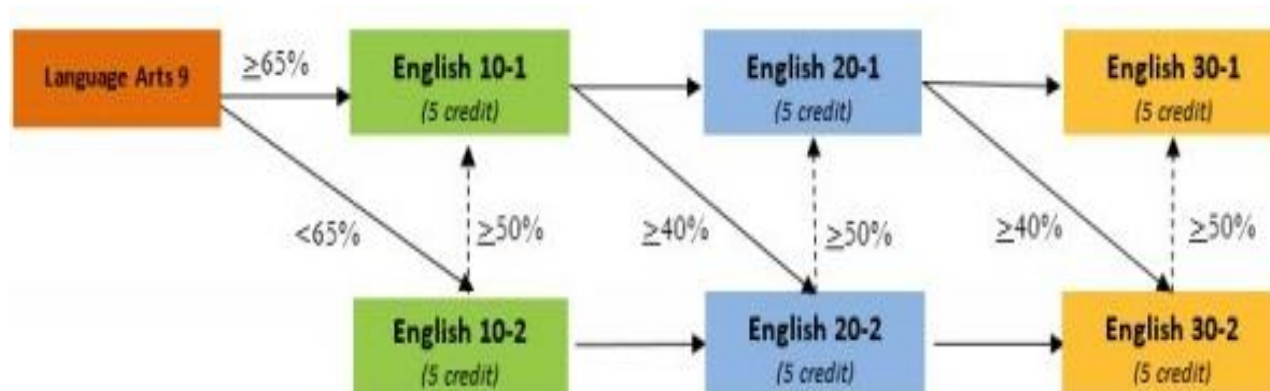 Language Arts 9
≥65%
English 10-1
(5 credit)
English 20-1
(5 credit)
English 30-1
(5 credit)
<65%
≥50%
≥40%
≥50%
≥40%
≥50%
English 10-2
(5 credit)
English 20-2
(5 credit)
English 30-2
(5 credit)